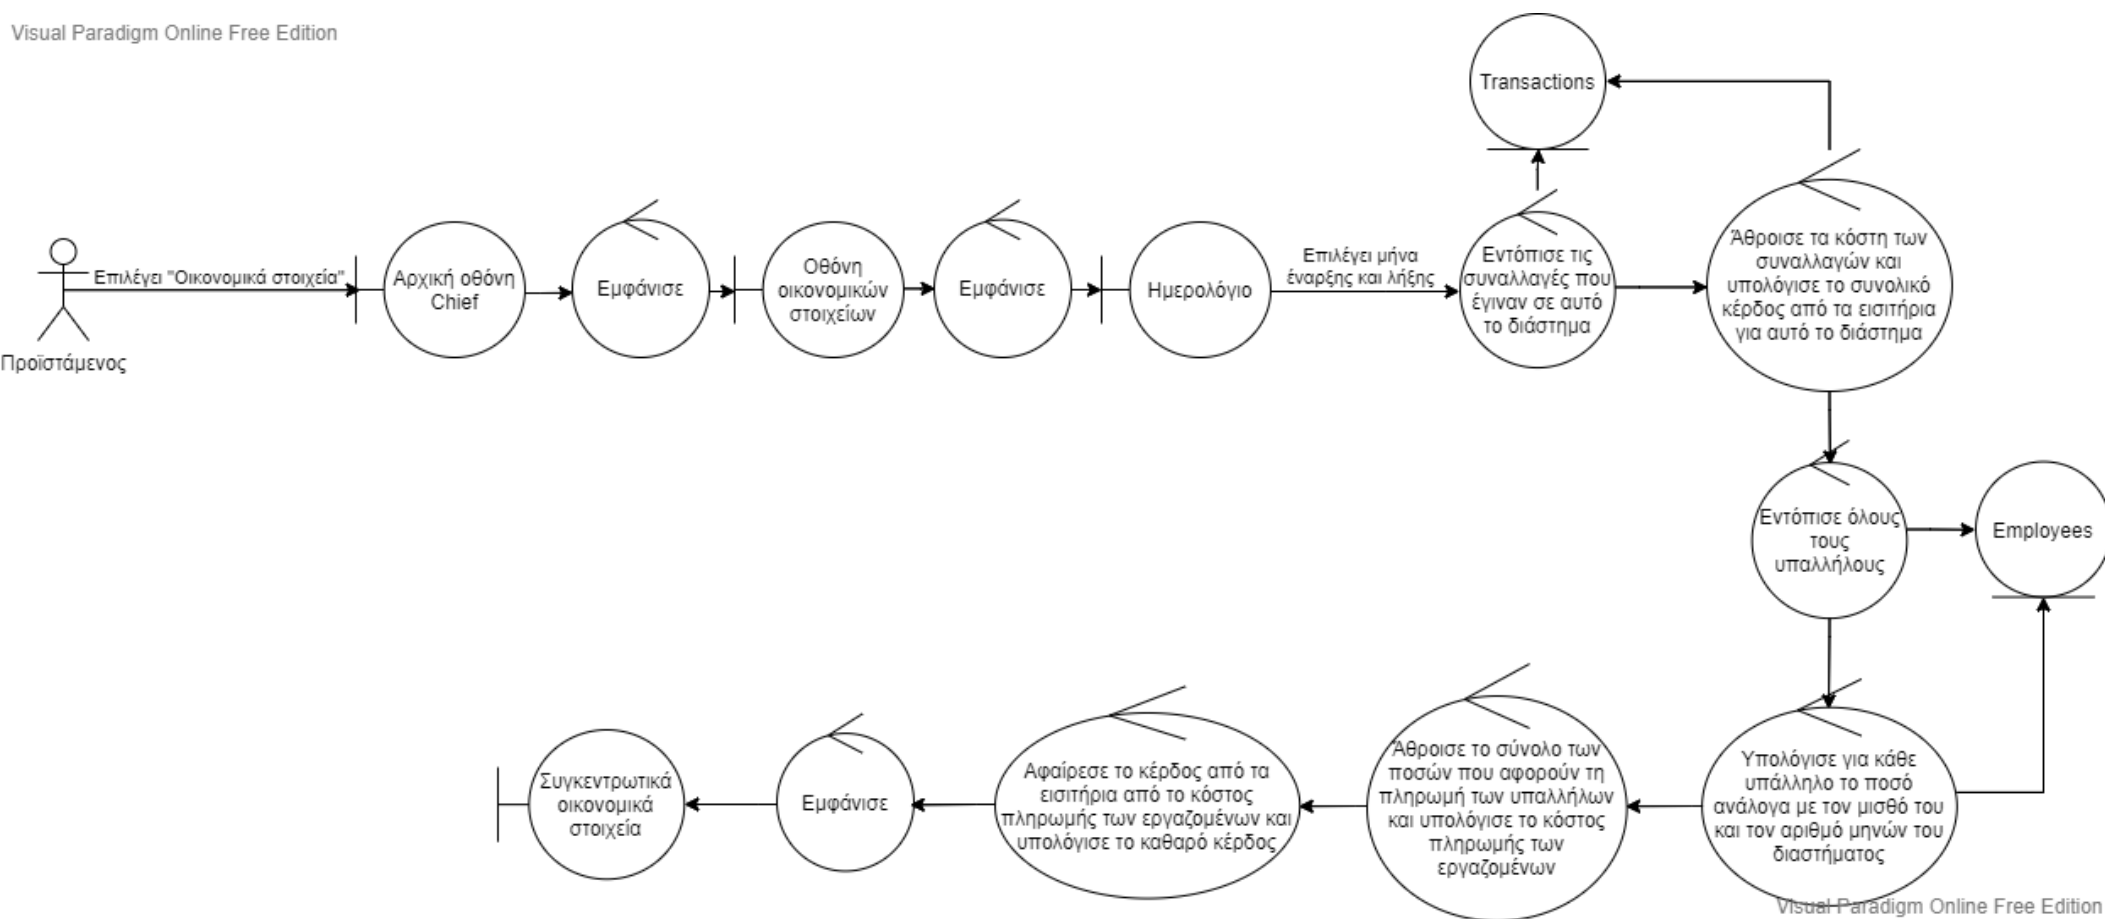 Visual Paradigm Online Free Edition
Προϊστάμενος
Επιλέγει "Οικονομικά στοιχεία"
Αρχική οθόνη
Chief
Εμφάνισε
Οθόνη
οικονομικών
στοιχείων
Εμφάνισε
Ημερολόγιο
Επιλέγει μήνα
έναρξης και λήξης
Εντόπισε τις
συναλλαγές που
έγιναν σε αυτό
το διάστημα
Transactions
Άθροισε τα κόστη των
συναλλαγών και
υπολόγισε το συνολικό
κέρδος από τα εισιτήρια
για αυτό το διάστημα
Εντόπισε όλους
τους
υπαλλήλους
Employees
Υπολόγισε για κάθε
υπάλληλο το ποσό
ανάλογα με τον μισθό του
και τον αριθμό μηνών του
διαστήματος
Άθροισε το σύνολο των
ποσών που αφορούν τη
πληρωμή των υπαλλήλων
και υπολόγισε το κόστος
πληρωμής των
εργαζομένων
Αφαίρεσε το κέρδος από τα
εισιτήρια από το κόστος
πληρωμής των εργαζομένων και
υπολόγισε το καθαρό κέρδος
Εμφάνισε
Συγκεντρωτικά
οικονομικά
στοιχεία
Visual Paradigm Online Free Edition